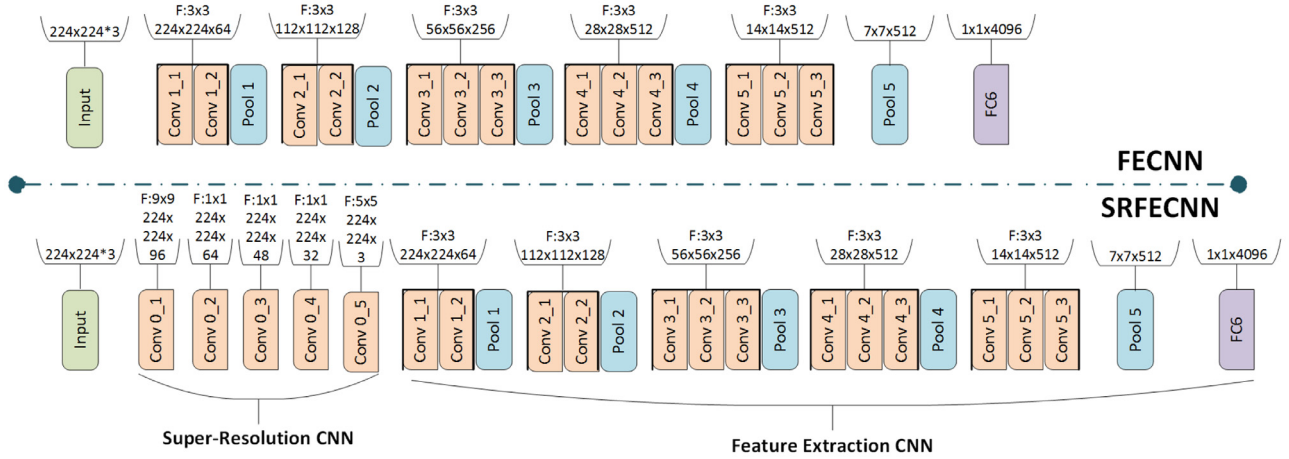 F:3x3
F:3x3
F:3x3
F:3x3
F:3x3
224x224*3
224x224x64
112x112x128
56x56x256
28x28x512
14x14x512
7x7x512
1x1x4096
Input
Conv 1_1
Conv 1_2
Pool 1
Conv 2_1
Conv 2_2
Pool 2
Conv 3_1
Conv 3_2
Conv 3_3
Pool 3
Conv 4_1
Conv 4_2
Conv 4_3
Pool 4
Conv 5_1
Conv 5_2
Conv 5_3
Pool 5
FC6
FECNN
SRFECNN
224x224*3
F:9x9
224x
224x
96
F:1x1
224x
224x
64
F:1x1
224x
224x
48
F:1x1
224x
224x
32
F:5x5
224x
224x
3
F:3x3
224x224x64
F:3x3
112x112x128
F:3x3
56x56x256
F:3x3
28x28x512
F:3x3
14x14x512
7x7x512
1x1x4096
Input
Conv 0_1
Conv 0_2
Conv 0_3
Conv 0_4
Conv 0_5
Conv 1_1
Conv 1_2
Pool 1
Conv 2_1
Conv 2_2
Pool 2
Conv 3_1
Conv 3_2
Conv 3_3
Pool 3
Conv 4_1
Conv 4_2
Conv 4_3
Pool 4
Conv 5_1
Conv 5_2
Conv 5_3
Pool 5
FC6
Super-Resolution CNN
Feature Extraction CNN